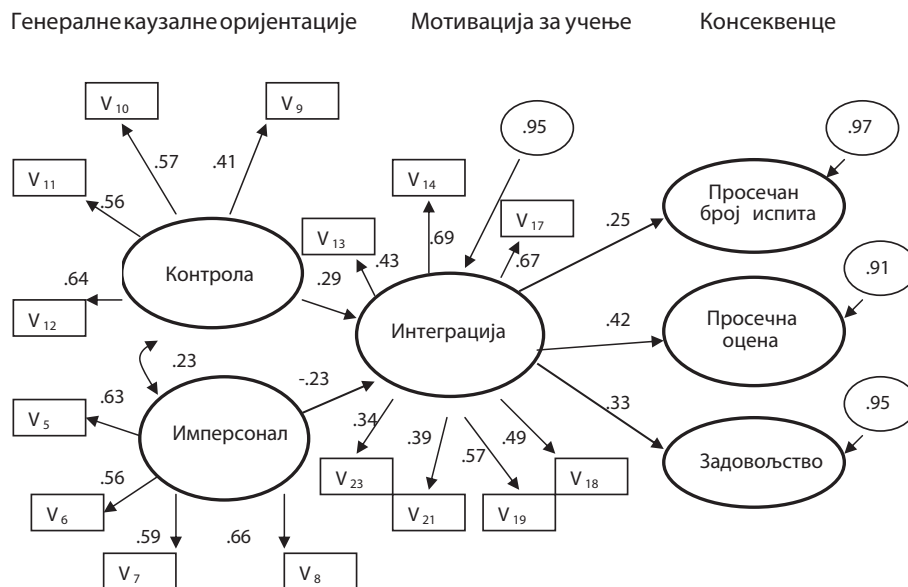 Генералне каузалне оријентације
Мотивација за учење
Консеквенце
V 10
V 9
.95
.97
.57
.41
V 11
.56
V 14
Просечан
број испита
V 13
.69
V 17
.25
.43
.67
Контрола
.29
.64
.91
V 12
Интеграција
.42
Просечна
оцена
.23
-.23
.63
.33
.95
V 5
Имперсонал
.34
.39
.57
.49
Задовољство
V 23
V 18
.56
V 21
V 19
V 6
.59
.66
V 7
V 8